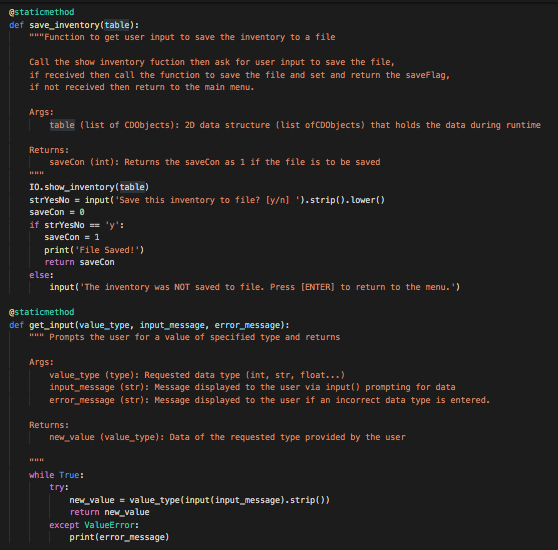 @staticmethod
def save_inventory(table):
"""Function to get user input to save the inventory to a file
Call the show inventory fuction then ask for user input to save the file,
if received then call the function to save the file and set and return the saveFlag,
if not received then return to the main menu.
Args:
table (list of CDObjects): 2D data structure (list ofCDObjects) that holds the data during runtime
Returns:
saveCon (int): Returns the saveCon as 1 if the file is to be saved
"""
IO.show_inventory(table)
strYesNo = input('Save this inventory to file? [y/n] ').strip().lower()
saveCon = 0
if strYesNo == 'y':
saveCon = 1
print('File Saved!')
return saveCon
else:
input('The inventory was NOT saved to file. Press [ENTER] to return to the menu.')
@staticmethod
def get_input(value_type, input_message, error_message):
""" Prompts the user for a value of specified type and returns
Args:
value_type (type): Requested data type (int, str, float...)
input_message (str): Message displayed to the user via input() prompting for data
error_message (str): Message displayed to the user if an incorrect data type is entered.
Returns:
new_value (value_type): Data of the requested type provided by the user
"""
while True:
try:
new_value = value_type(input(input_message).strip())
return new_value
except ValueError:
print(error_message)